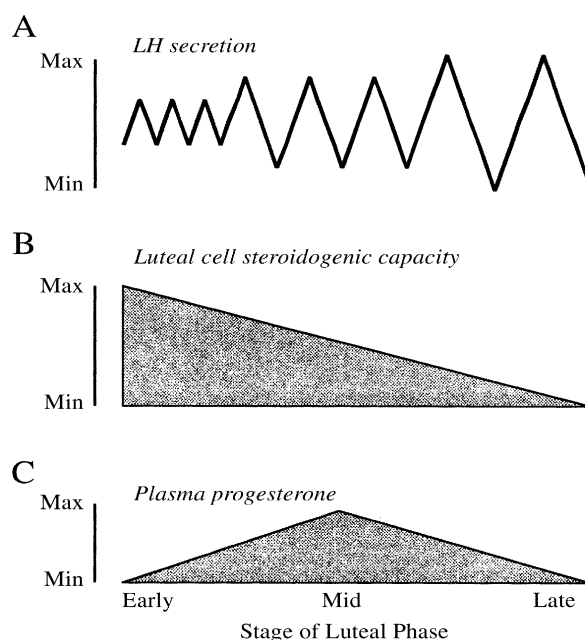 A
LH secretion
Max
Min
B
Luteal cell steroidogenic capacity
Max
Min
C
Plasma progesterone
Max
Min
Early Mid Late
Stage of Luteal Phase